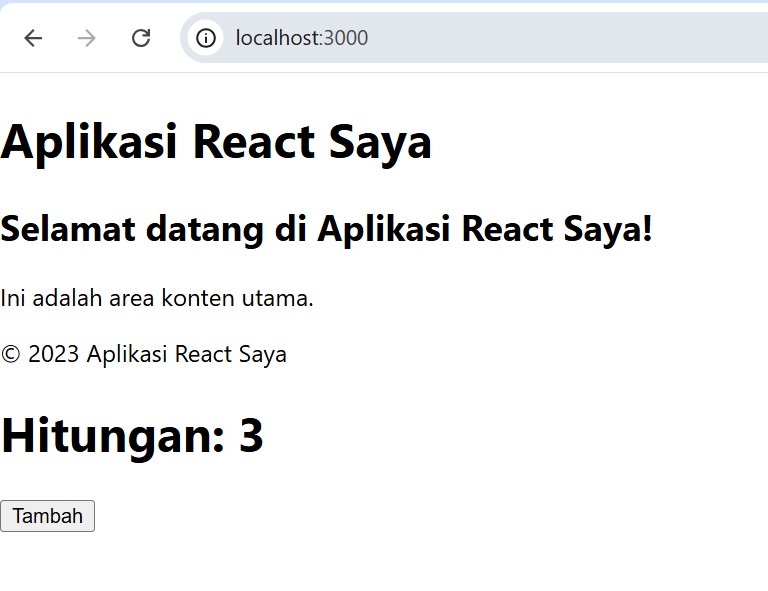 localhost:3000
Aplikasi React Saya
Selamat datang di Aplikasi React Saya!
Ini adalah area konten utama.
© 2023 Aplikasi React Saya
Hitungan: 3
Tambah